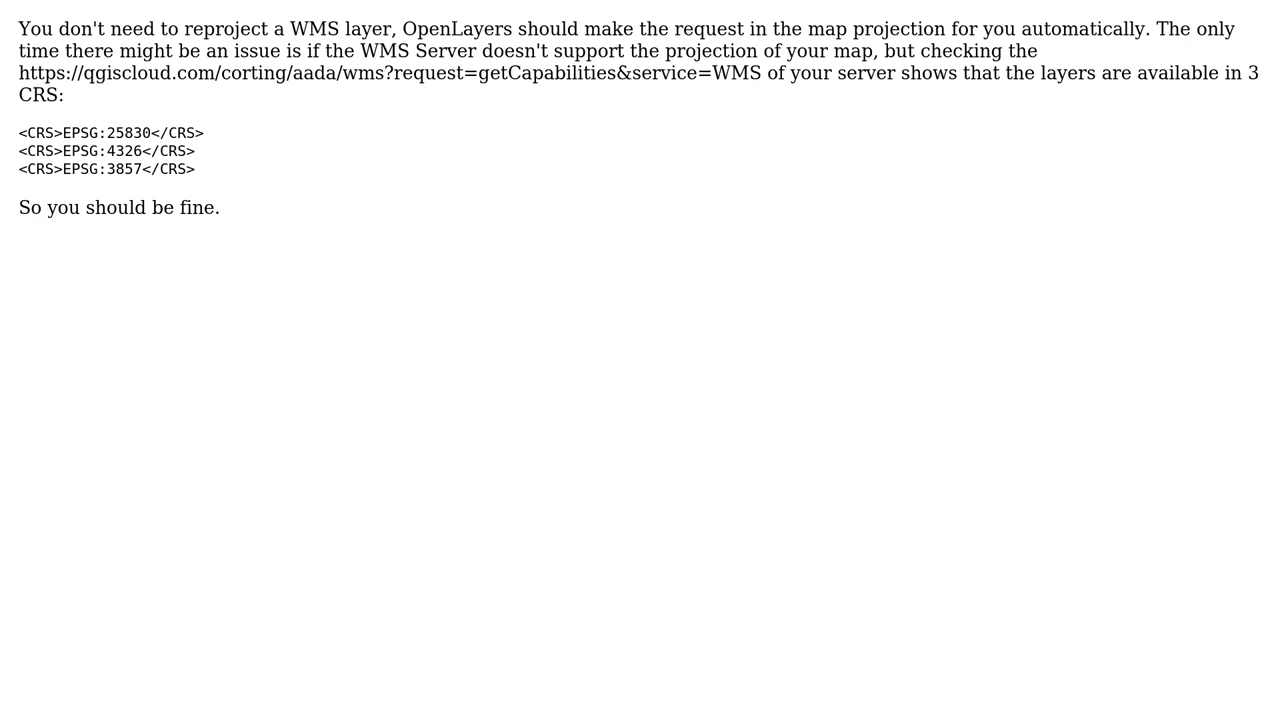 You don't need to reproject a WMS layer, OpenLayers should make the request in the map projection for you automatically. The only
time there might be an issue is if the WMS Server doesn't support the projection of your map, but checking the
https://qgiscloud.com/corting/aada/wms?request=getCapabilities&service=WMS of your server shows that the layers are available in 3
CRS:
<CRS>EPSG:25830</CRS>
<CRS>EPSG:4326</CRS>
<CRS>EPSG:3857</CRS>
So you should be fine.